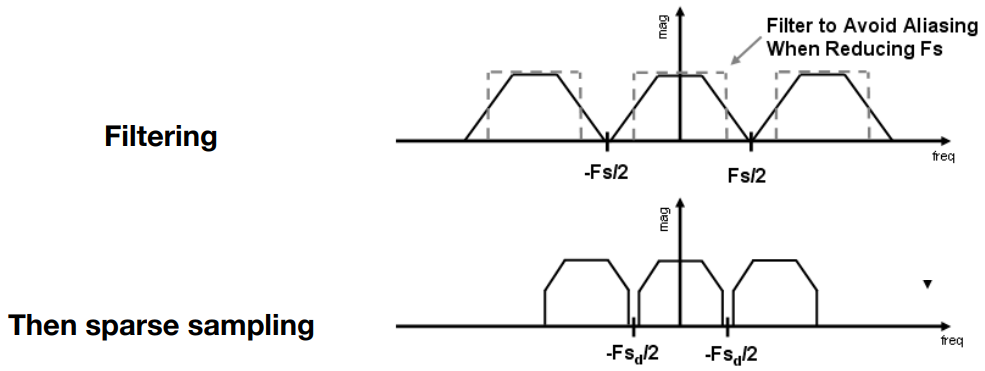 mag
Filter to Avoid Aliasing
When Reducing Fs
Filtering
-Fs/2
Fs/2
freq
mag
Then sparse sampling
-Fsd/2
-Fsd/2
freq